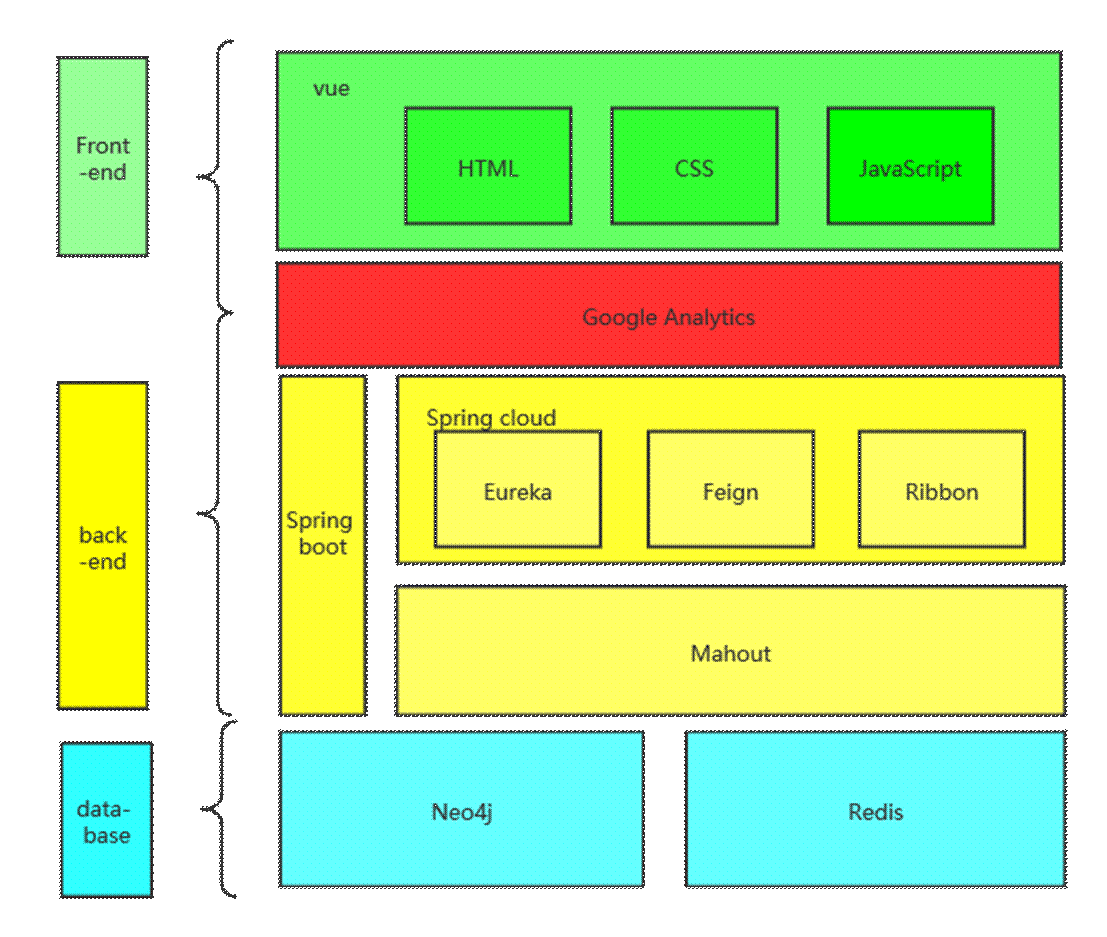 Front
-end
vue
HTML
CSS
JavaScript
Google Analytics
back
-end
Spring
boot
Spring cloud
Eureka
Feign
Ribbon
Mahout
data-
base
Neo4j
Redis